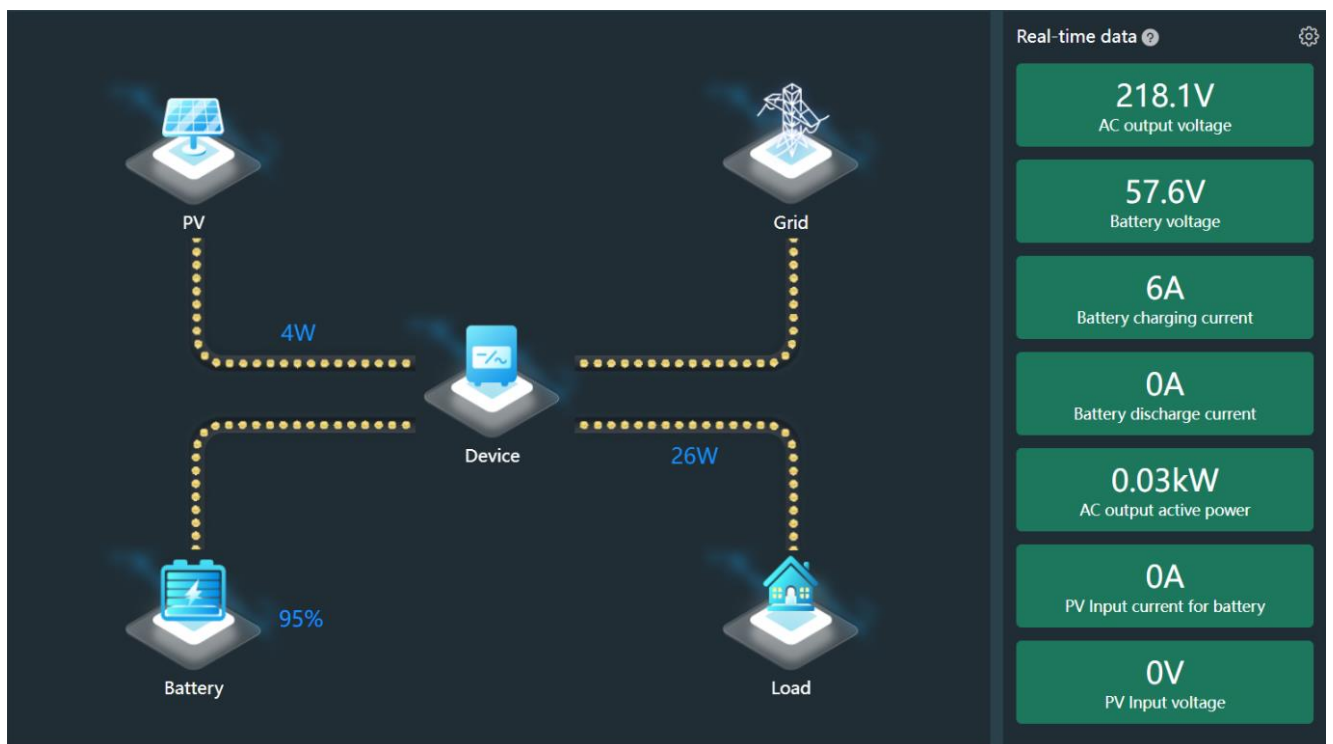 PV
Grid
4W
Device
26W
95%
Battery
Load
Real-time data ?
218.1V
AC output voltage
57.6V
Battery voltage
6A
Battery charging current
0A
Battery discharge current
0.03kW
AC output active power
0A
PV Input current for battery
0V
PV Input voltage